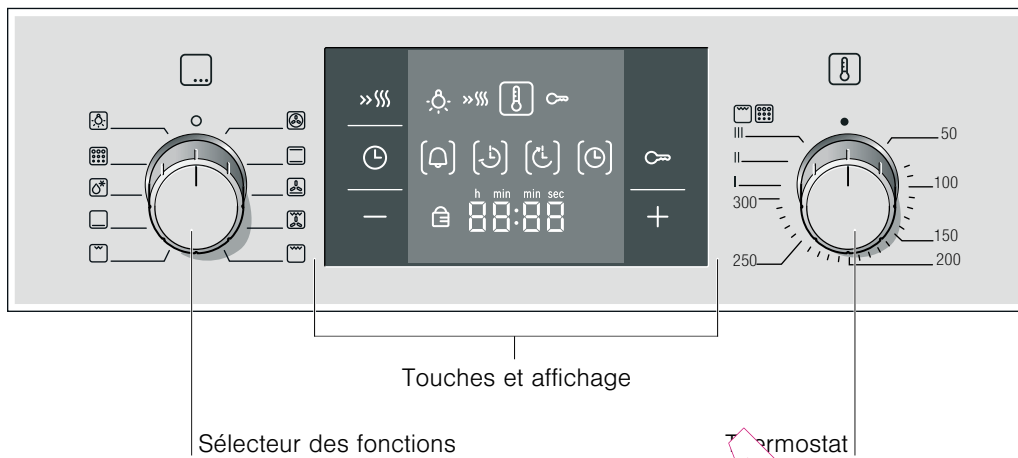 h min min sec
88:88
III
II
I
300
250
50
100
150
200
Touches et affichage
Sélecteur des fonctions
Thermostat